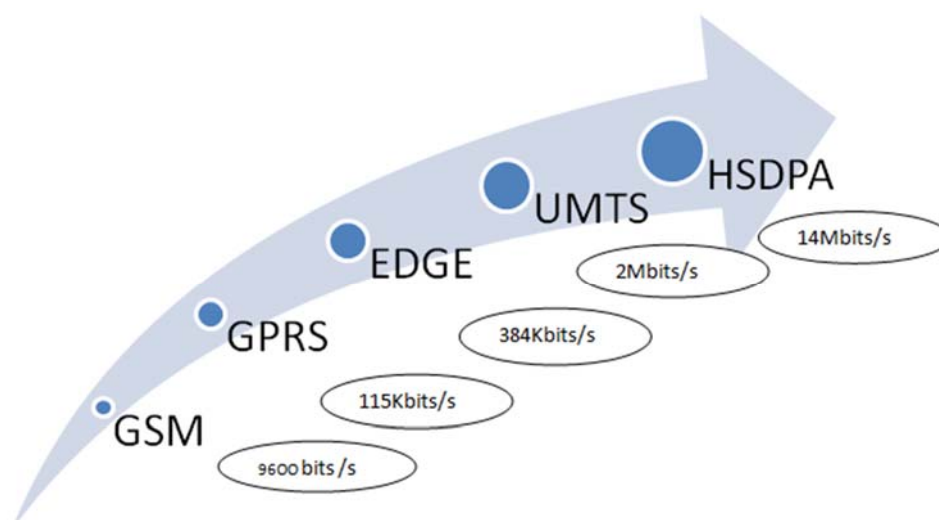 HSDPA
UMTS
14Mbits/s
EDGE
2Mbits/s
GPRS
384Kbits/s
115Kbits/s
GSM
9600 bits/s